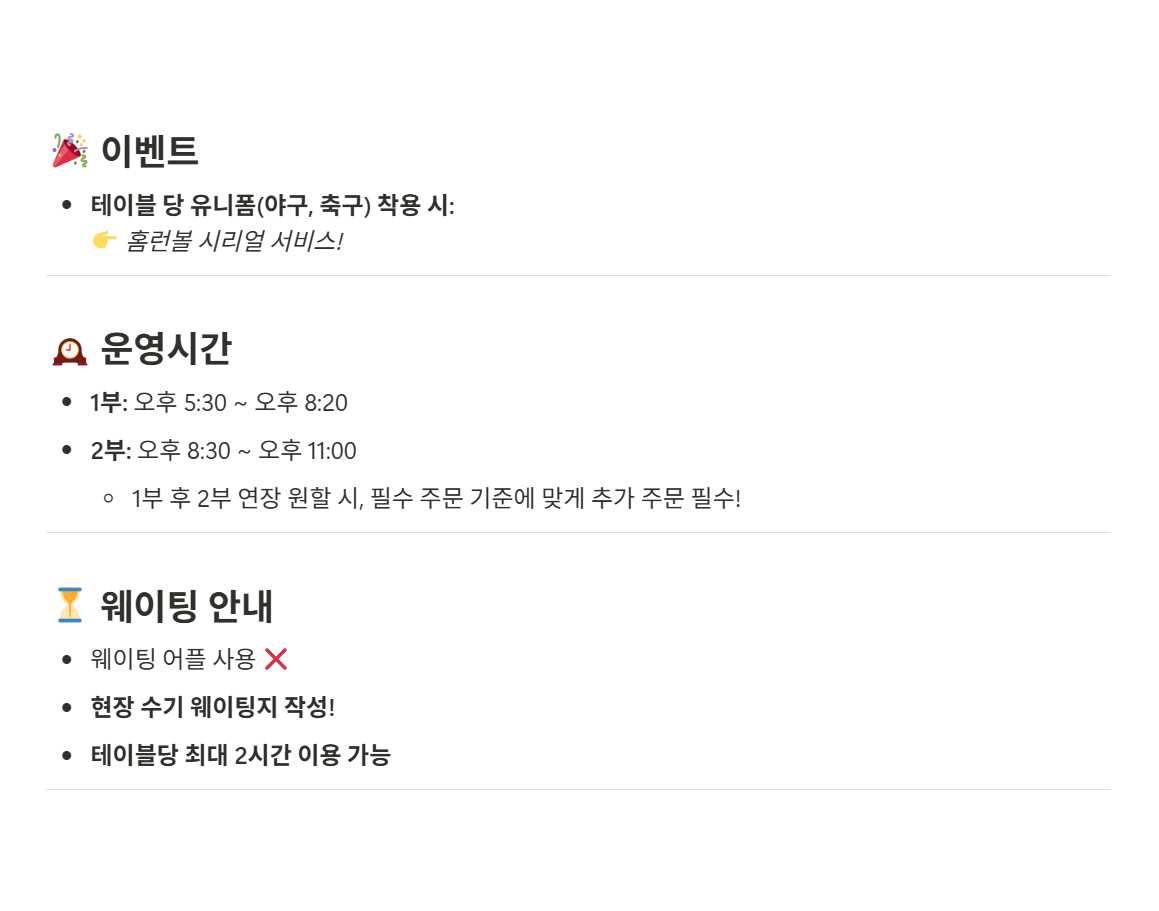 🎉 이벤트
• 테이블 당 유니폼(야구, 축구) 착용 시:
👉 홈런볼 시리얼 서비스!
🕰️ 운영시간
• 1부: 오후 5:30 ~ 오후 8:20
• 2부: 오후 8:30 ~ 오후 11:00
◦ 1부 후 2부 연장 원할 시, 필수 주문 기준에 맞게 추가 주문 필수!
⏳ 웨이팅 안내
• 웨이팅 어플 사용 ❌
• 현장 수기 웨이팅지 작성!
• 테이블당 최대 2시간 이용 가능